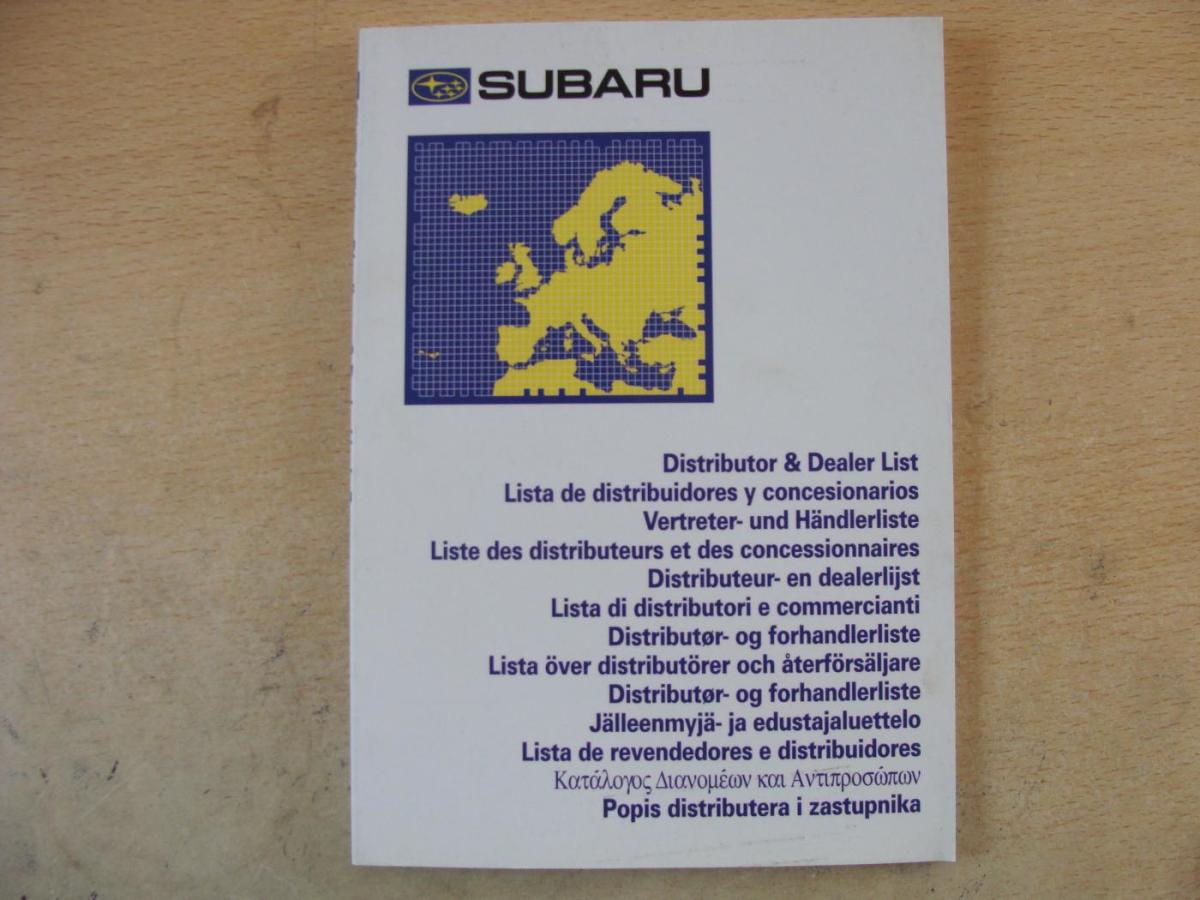 SUBARU
Distributor & Dealer List
Lista de distribuidores y concesionarios
Vertreter- und Händlerliste
Liste des distributeurs et des concessionnaires
Distributeur- en dealerlijst
Lista di distributori e commercianti
Distributør- og forhandlerliste
Lista över distributörer och återförsäljare
Distributør- og forhandlerliste
Jälleenmyjä- ja edustajaluettelo
Lista de revendedores e distribuidores
Κατάλογος Διανομέων και Αντιπροσώπων
Popis distributera i zastupnika